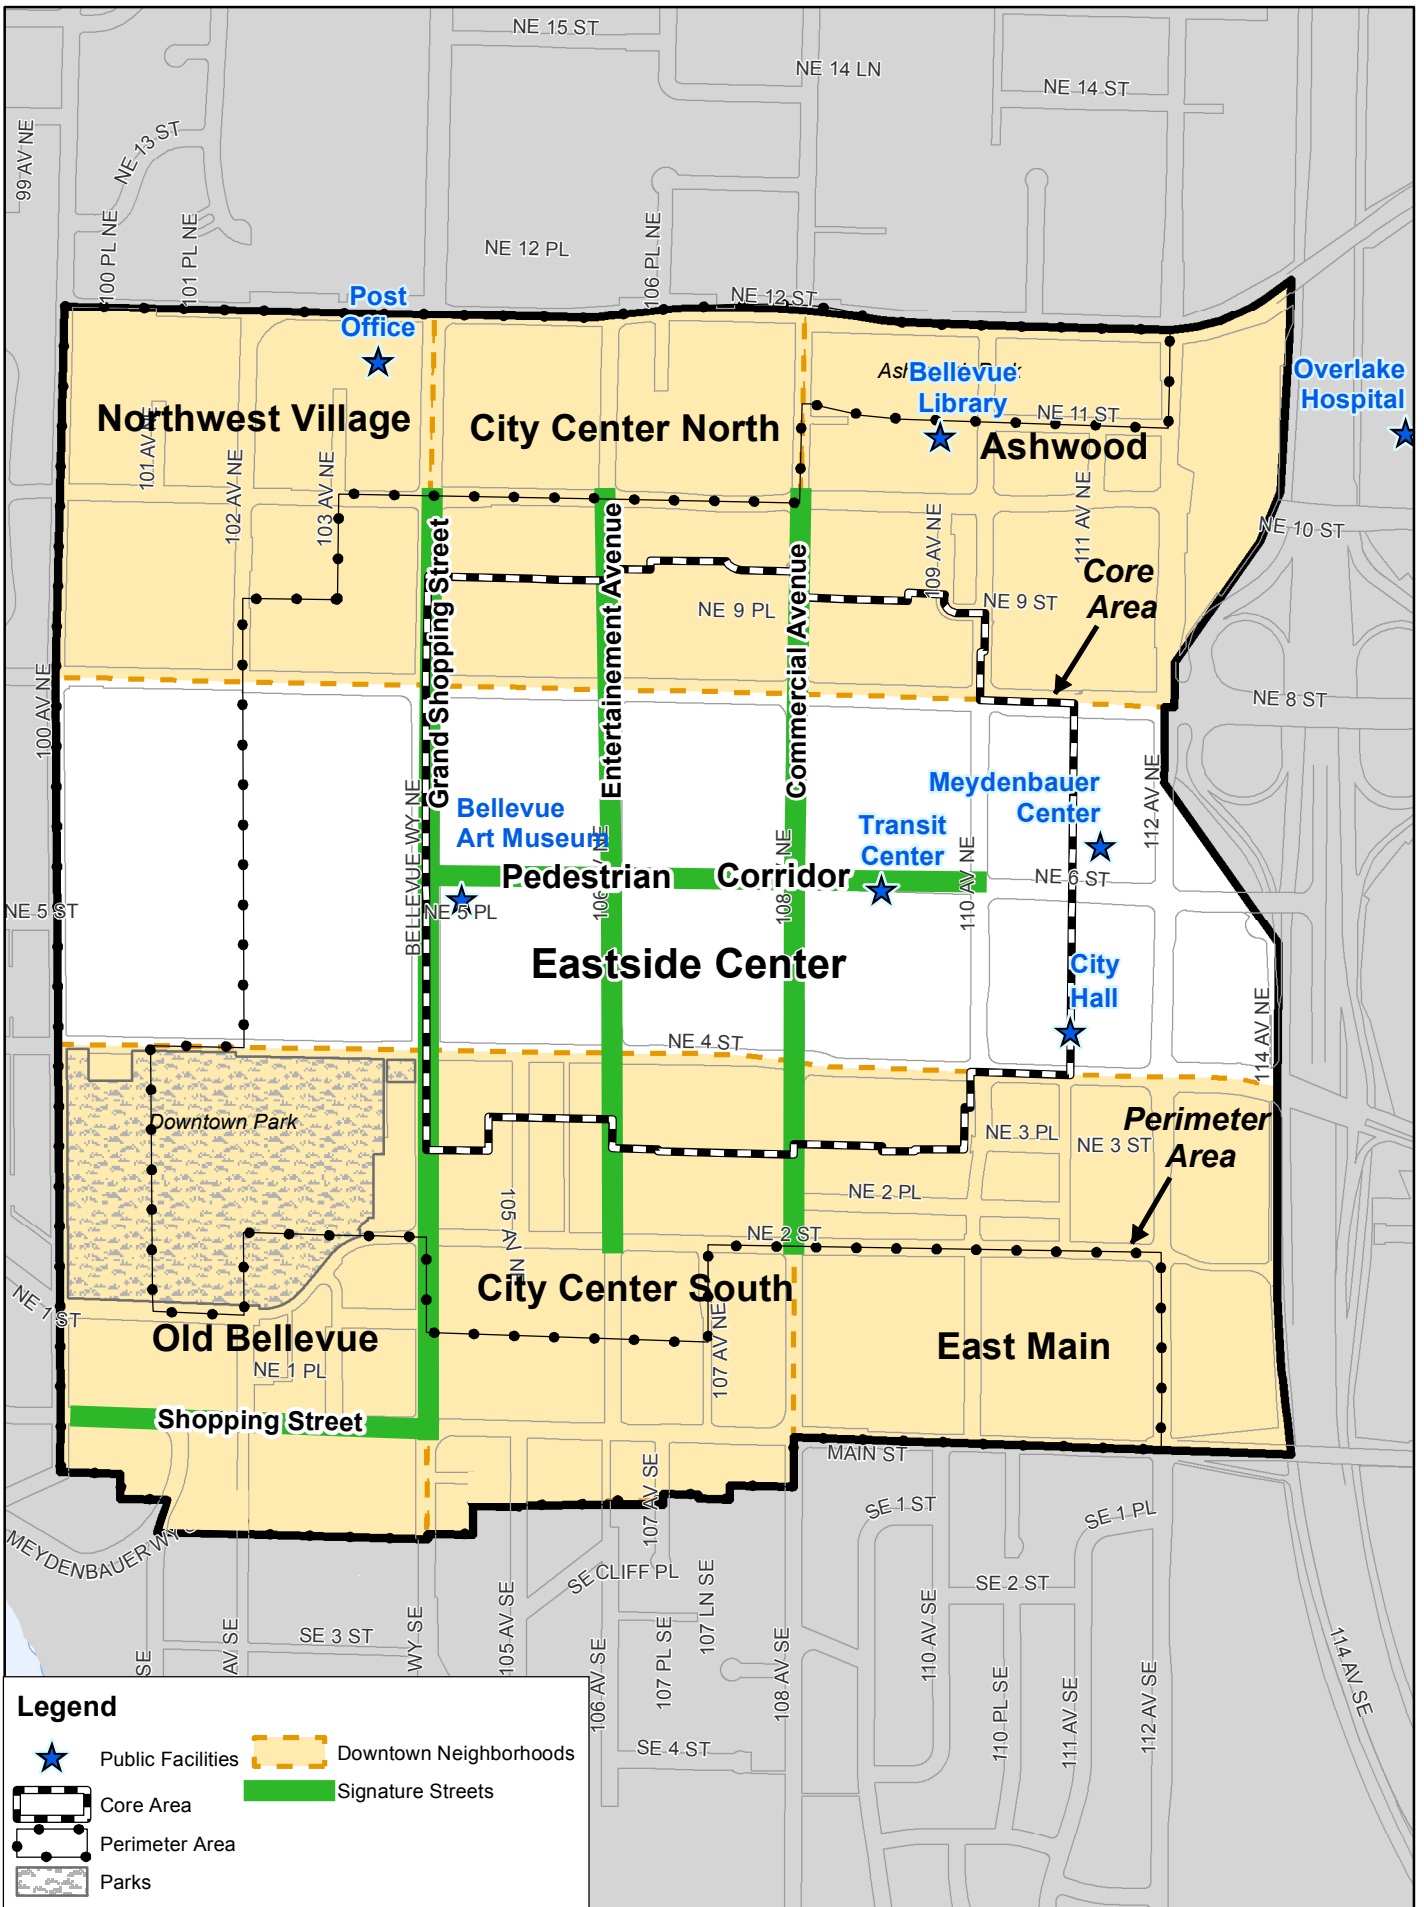 NE 15 ST
NE 14 LN
NE 14 ST
99 AV NE
NE 13 ST
100 PL NE
101 PL NE
NE 12 PL
106 PL NE
NE 12 ST
Post
Office
Overlake
Hospital
Bellevue
Library
NE 11 ST
Northwest Village
City Center North
Ashwood
101 AV NE
102 AV NE
103 AV NE
109 AV NE
111 AV NE
NE 10 ST
Grand Shopping Street
Entertainement Avenue
Commercial Avenue
Core
Area
NE 9 PL
NE 9 ST
100 AV NE
NE 8 ST
BELLEVUE WY NE
Bellevue
Art Museum
Transit
Center
Meydenbauer
Center
112 AV NE
110 AV NE
Pedestrian Corridor
NE 6 ST
NE 5 ST
NE 5 PL
Eastside Center
City
Hall
114 AV NE
NE 4 ST
Downtown Park
Perimeter
Area
NE 3 PL
NE 3 ST
NE 2 PL
105 AV NE
NE 2 ST
City Center South
NE 1 ST
Old Bellevue
East Main
107 AV NE
NE 1 PL
Shopping Street
MAIN ST
107 AV SE
SE 1 ST
SE 1 PL
MEYDENBAUER WY
SE CLIFF PL
107 LN SE
SE 2 ST
SE 3 ST
SE
AV SE
WY SE
105 AV SE
106 AV SE
107 PL SE
108 AV SE
110 AV SE
110 PL SE
111 AV SE
112 AV SE
114 AV SE
SE 4 ST
Legend
Public Facilities
Downtown Neighborhoods
Core Area
Signature Streets
Perimeter Area
Parks